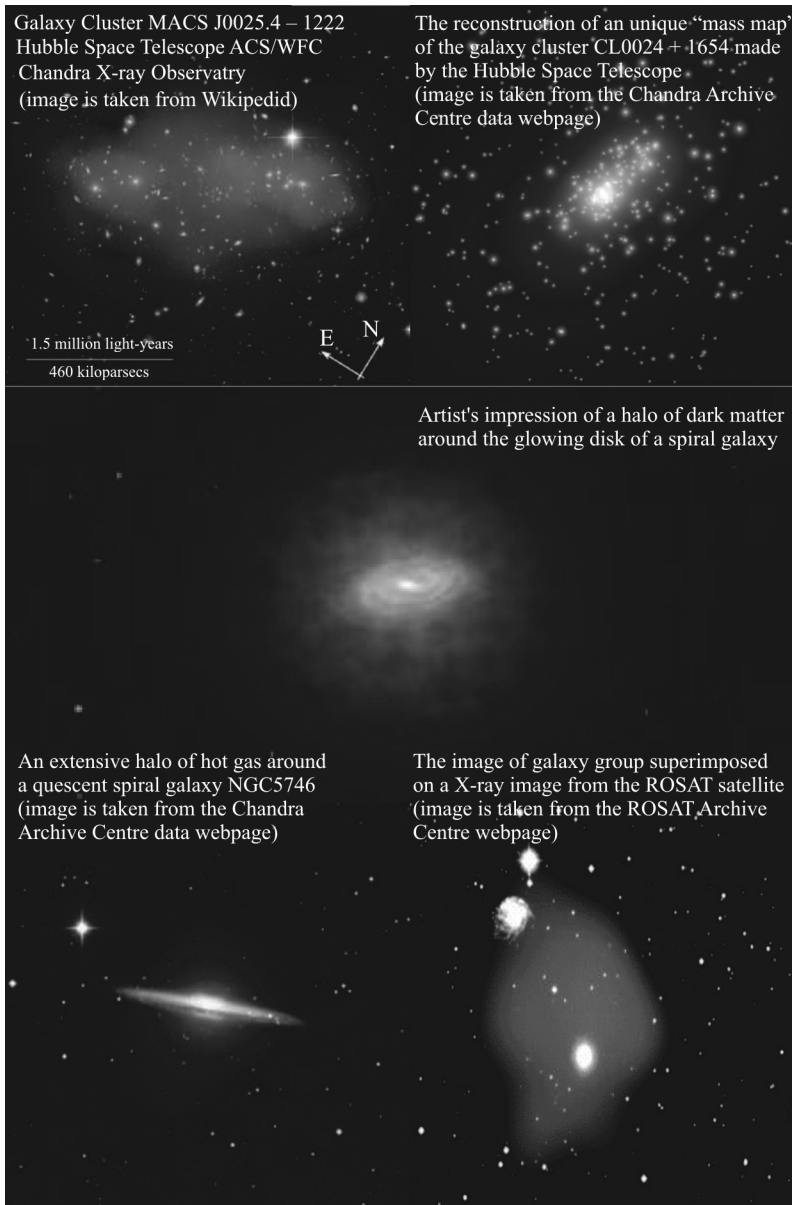 Galaxy Cluster MACS J0025.4 – 1222
Hubble Space Telescope ACS/WFC
Chandra X-ray Observatry
(image is taken from Wikipedid)
The reconstruction of an unique “mass map”
of the galaxy cluster CL0024 + 1654 made
by the Hubble Space Telescope
(image is taken from the Chandra Archive
Centre data webpage)
1.5 million light-years
460 kiloparsecs
E
N
Artist's impression of a halo of dark matter
around the glowing disk of a spiral galaxy
An extensive halo of hot gas around
a quescent spiral galaxy NGC5746
(image is taken from the Chandra
Archive Centre data webpage)
The image of galaxy group superimposed
on a X-ray image from the ROSAT satellite
(image is taken from the ROSAT Archive
Centre webpage)